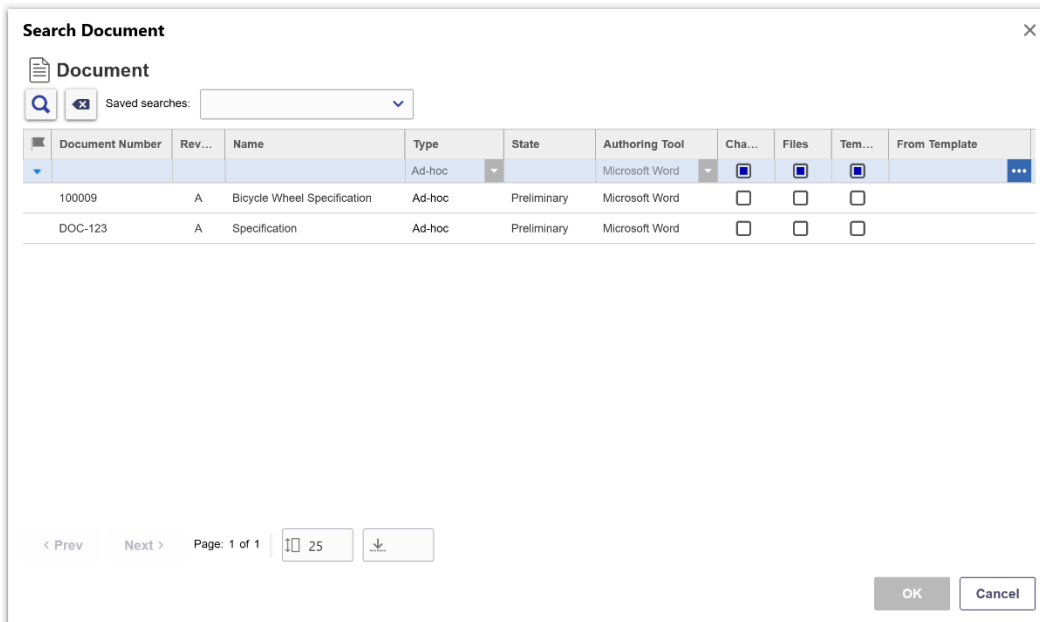 Search Document
Document
Saved searches:
Document Number Rev... Name Type State Authoring Tool Cha... Files Tem... From Template
Ad-hoc Microsoft Word
100009 A Bicycle Wheel Specification Ad-hoc Preliminary Microsoft Word
DOC-123 A Specification Ad-hoc Preliminary Microsoft Word
< Prev Next > Page: 1 of 1 25
OK Cancel